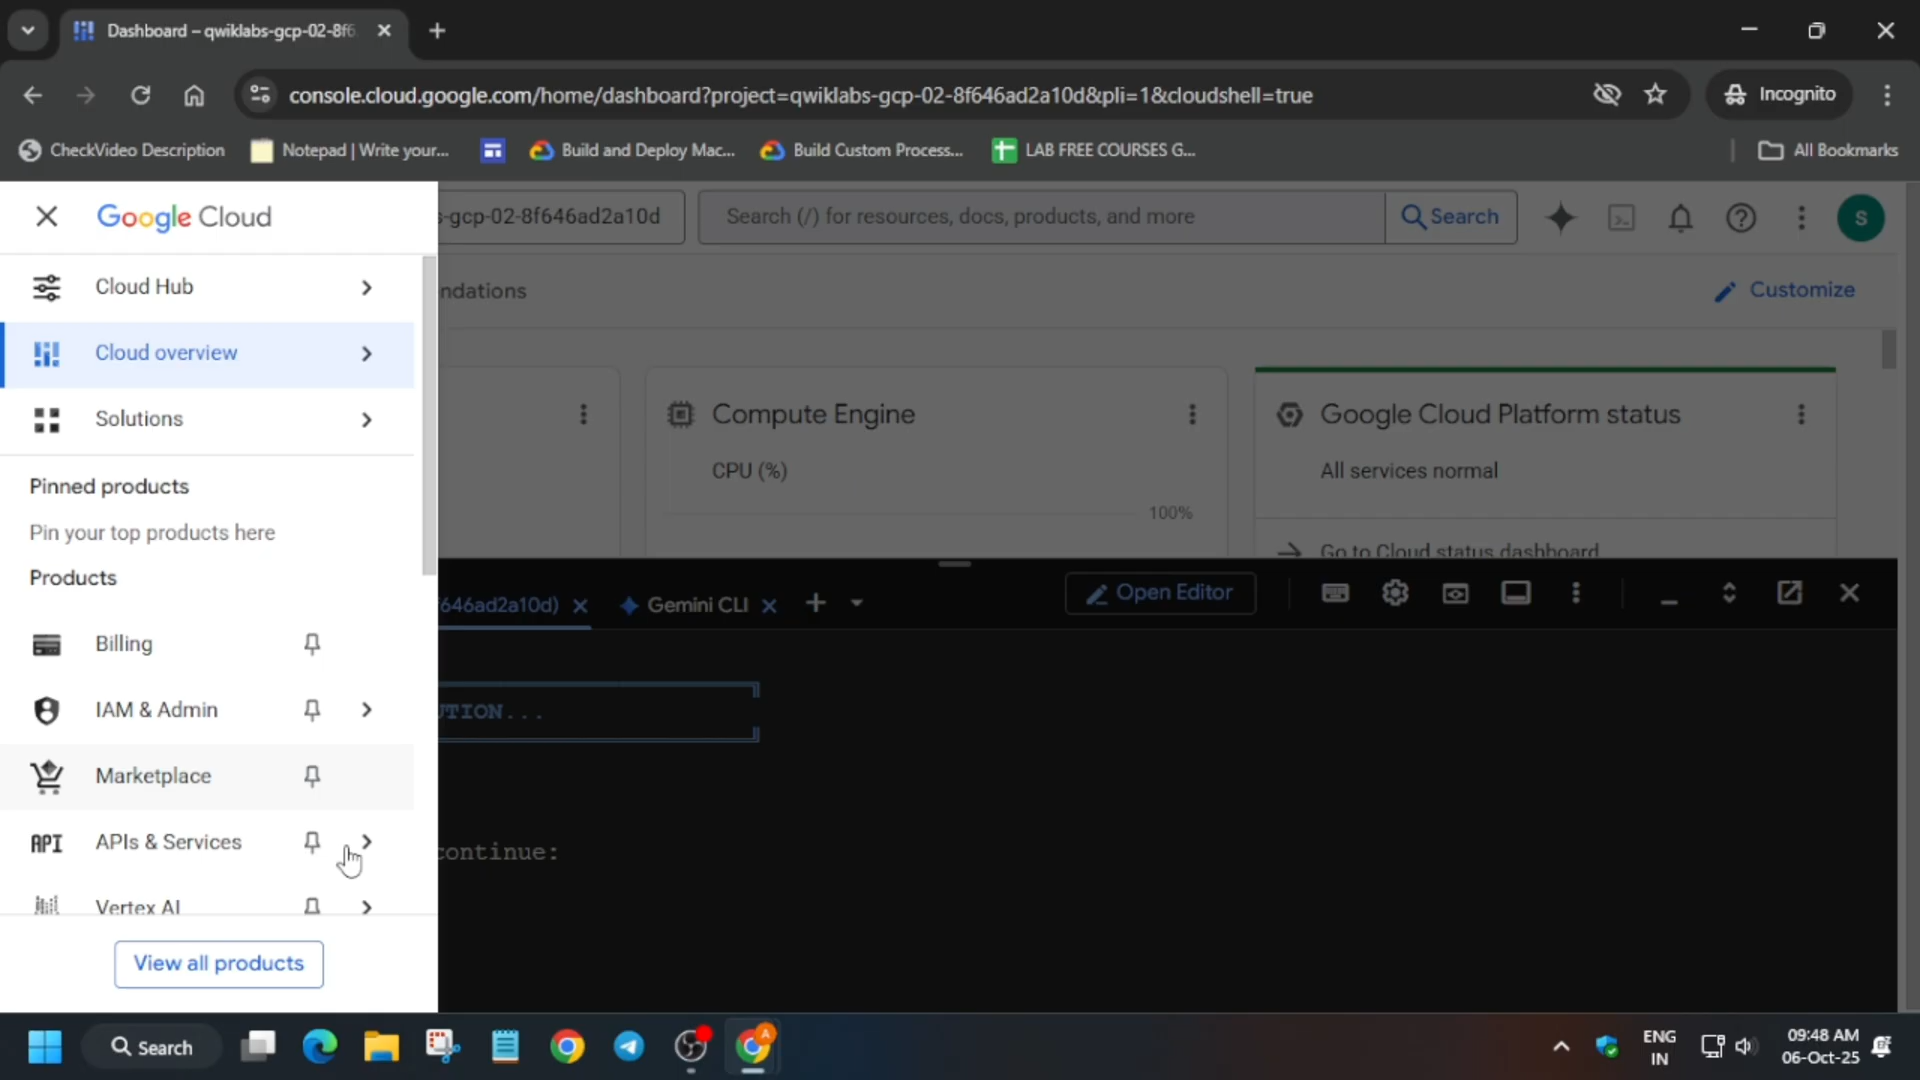 Dashboard – qwiklabs-gcp-02-8f6
console.cloud.google.com/home/dashboard?project=qwiklabs-gcp-02-8f646ad2a10d&pli=1&cloudshell=true
Incognito
CheckVideo Description
Notepad | Write your...
Build and Deploy Mac...
Build Custom Process...
LAB FREE COURSES G...
All Bookmarks
Google Cloud
s-gcp-02-8f646ad2a10d
Search (/) for resources, docs, products, and more
Search
S
Cloud Hub
ndations
Customize
Cloud overview
Solutions
Compute Engine
CPU (%)
100%
Google Cloud Platform status
All services normal
Go to Cloud status dashboard
Pinned products
Pin your top products here
Products
f646ad2a10d)
Gemini CLI
Open Editor
Billing
IAM & Admin
UTION...
Marketplace
API
APIs & Services
continue:
Vertex AI
View all products
Search
A
ENG
IN
09:48 AM
06-Oct-25